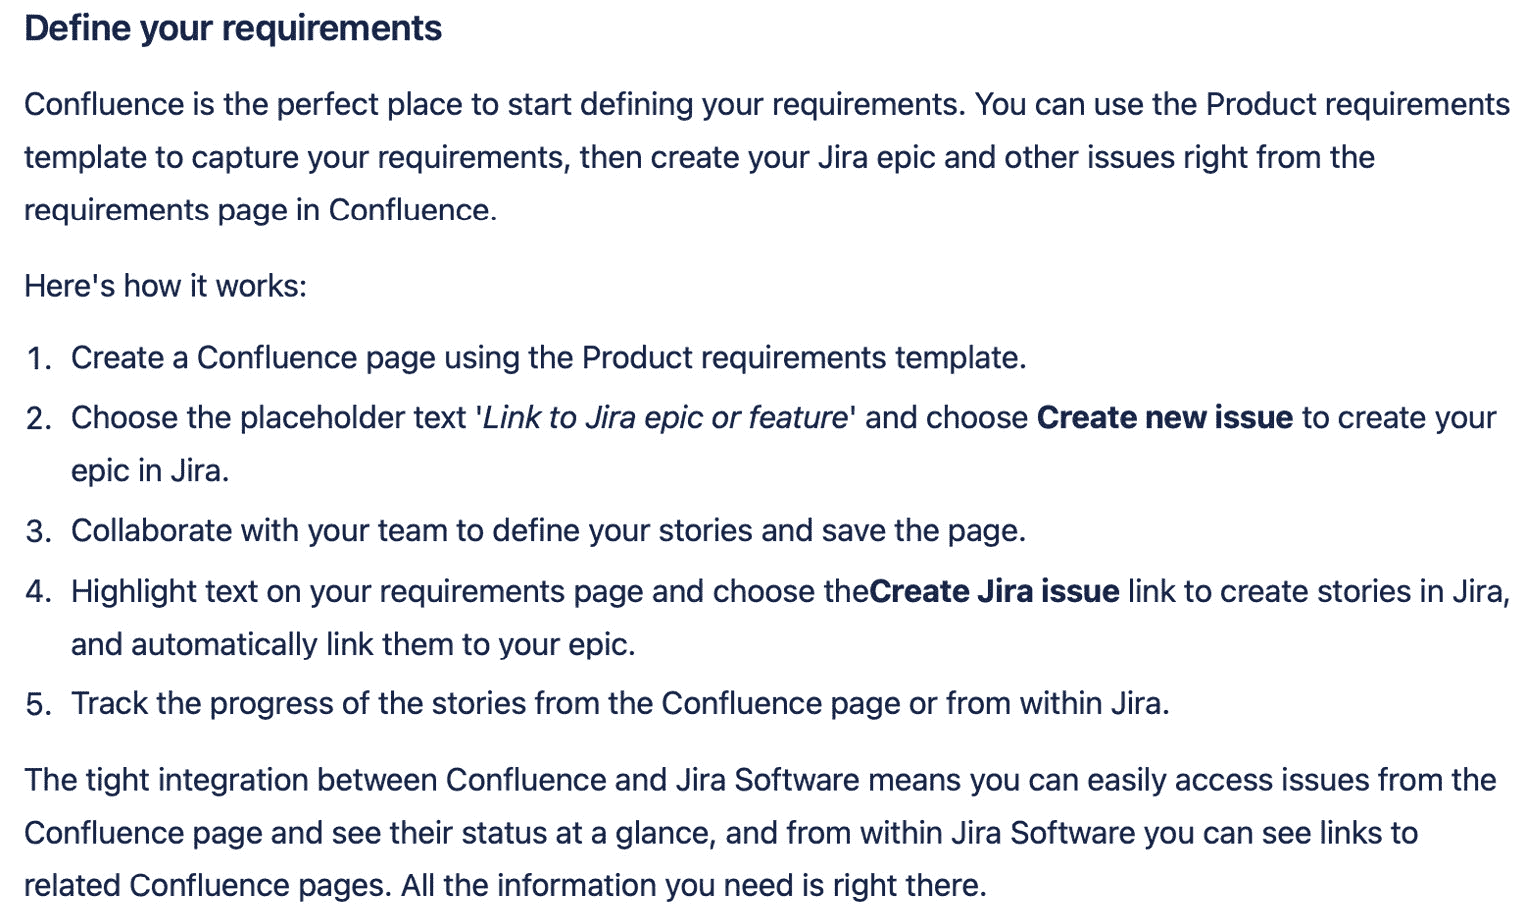 Define your requirements
Confluence is the perfect place to start defining your requirements. You can use the Product requirements
template to capture your requirements, then create your Jira epic and other issues right from the
requirements page in Confluence.
Here's how it works:
1. Create a Confluence page using the Product requirements template.
2. Choose the placeholder text 'Link to Jira epic or feature' and choose Create new issue to create your
epic in Jira.
3. Collaborate with your team to define your stories and save the page.
4. Highlight text on your requirements page and choose theCreate Jira issue link to create stories in Jira,
and automatically link them to your epic.
5. Track the progress of the stories from the Confluence page or from within Jira.
The tight integration between Confluence and Jira Software means you can easily access issues from the
Confluence page and see their status at a glance, and from within Jira Software you can see links to
related Confluence pages. All the information you need is right there.